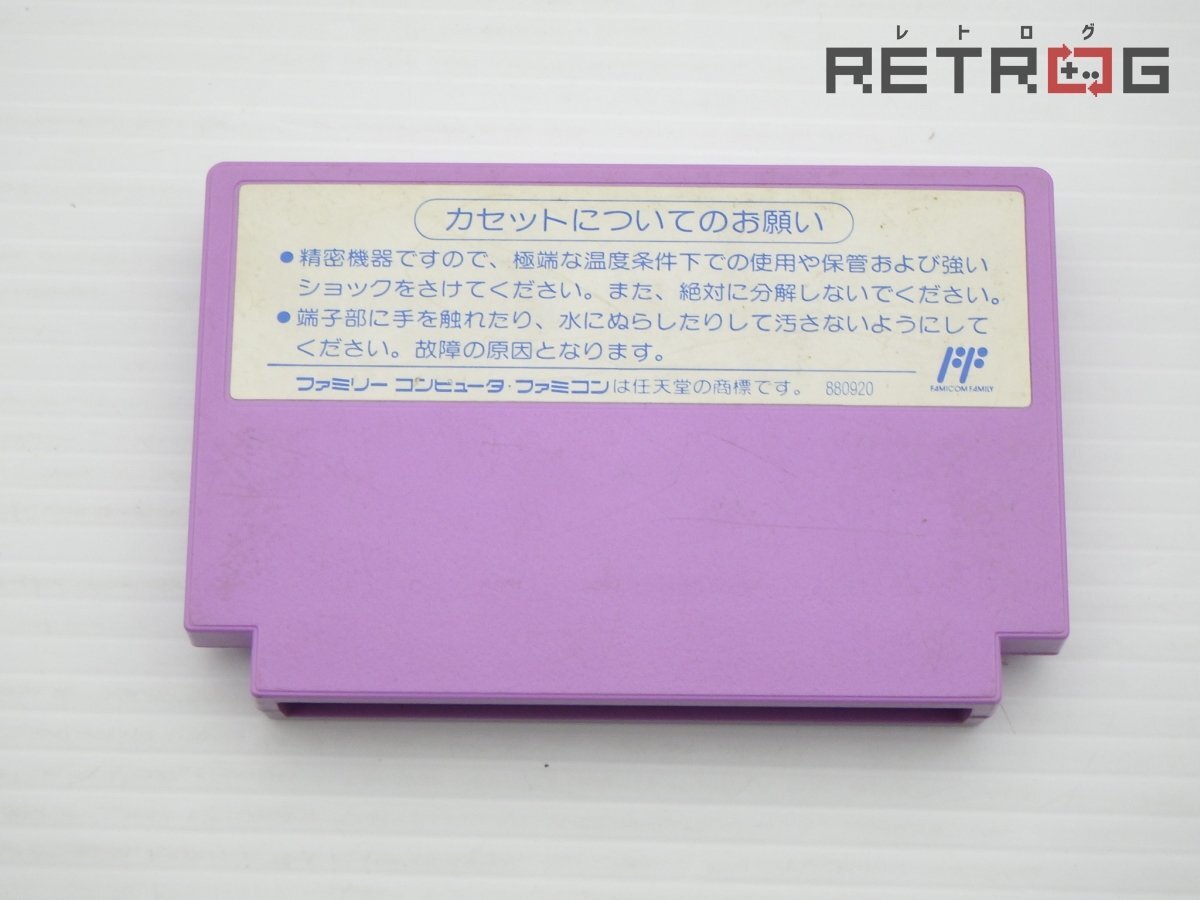 レトログ
RETROG
カセットについてのお願い
●精密機器ですので、極端な温度条件下での使用や保管および強い
ショックをさけてください。また、絶対に分解しないでください。
●端子部に手を触れたり、水にぬらしたりして汚さないようにして
ください。故障の原因となります。
ファミリーコンピュータ・ファミコンは任天堂の商標です。 880920
FAMICOM FAMILY